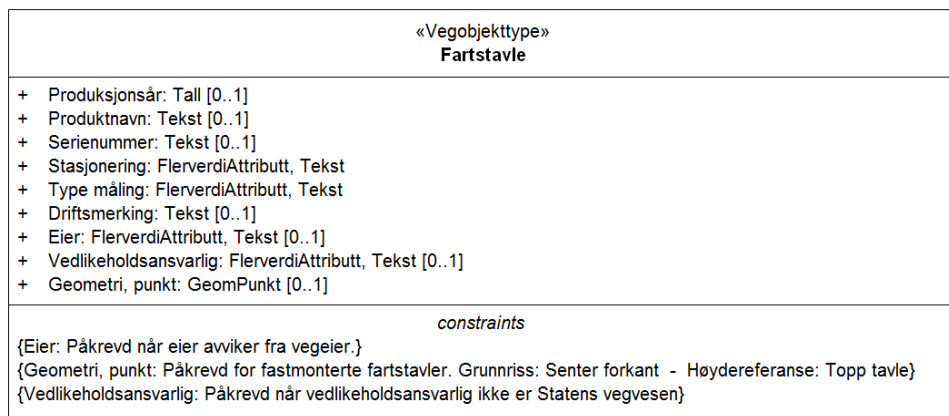 «Vegobjekttype»
Fartstavle
+ Produksjonsår: Tall [0..1]
+ Produktnavn: Tekst [0..1]
+ Serienummer: Tekst [0..1]
+ Stasjonering: FlerverdiAttributt, Tekst
+ Type måling: FlerverdiAttributt, Tekst
+ Driftsmerking: Tekst [0..1]
+ Eier: FlerverdiAttributt, Tekst [0..1]
+ Vedlikeholdsansvarlig: FlerverdiAttributt, Tekst [0..1]
+ Geometri, punkt: GeomPunkt [0..1]
constraints
{Eier: Påkrevd når eier avviker fra vegeier.}
{Geometri, punkt: Påkrevd for fastmonterte fartstavler. Grunnriss: Senter forkant - Høydereferanse: Topp tavle}
{Vedlikeholdsansvarlig: Påkrevd når vedlikeholdsansvarlig ikke er Statens vegvesen}